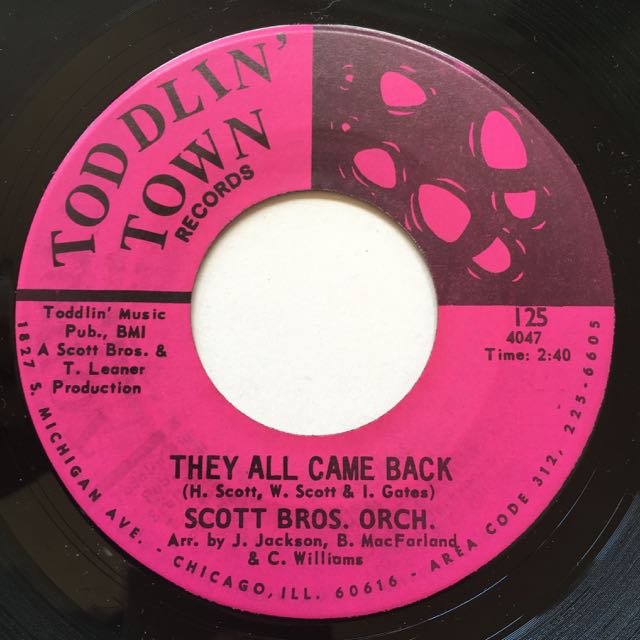 TODDLIN'
TOWN
RECORDS
Toddlin' Music
Pub., BMI
A Scott Bros. &
T. Leaner
Production
125
4047
Time: 2:40
THEY ALL CAME BACK
(H. Scott, W. Scott & I. Gates)
SCOTT BROS. ORCH.
Arr. by J. Jackson, B. MacFarland
& C. Williams
1827 S. MICHIGAN AVE. - CHICAGO, ILL. 60616 - AREA CODE 312, 225-6605